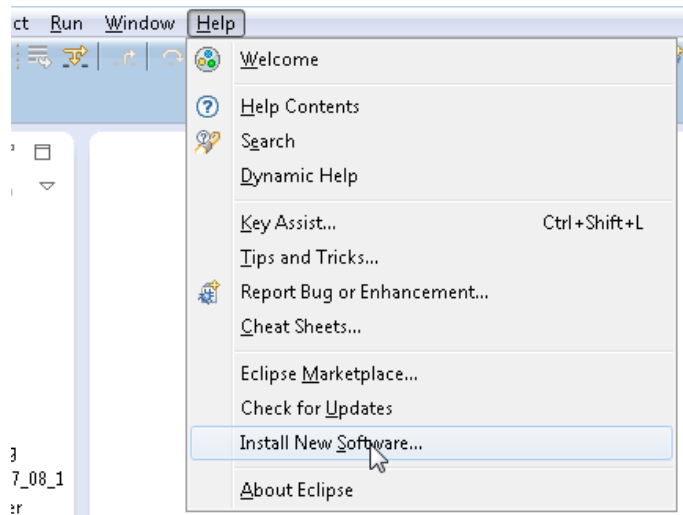 ct Run Window Help
Welcome
Help Contents
Search
Dynamic Help
Key Assist... Ctrl+Shift+L
Tips and Tricks...
Report Bug or Enhancement...
Cheat Sheets...
Eclipse Marketplace...
Check for Updates
Install New Software...
g
7_08_1
About Eclipse
er